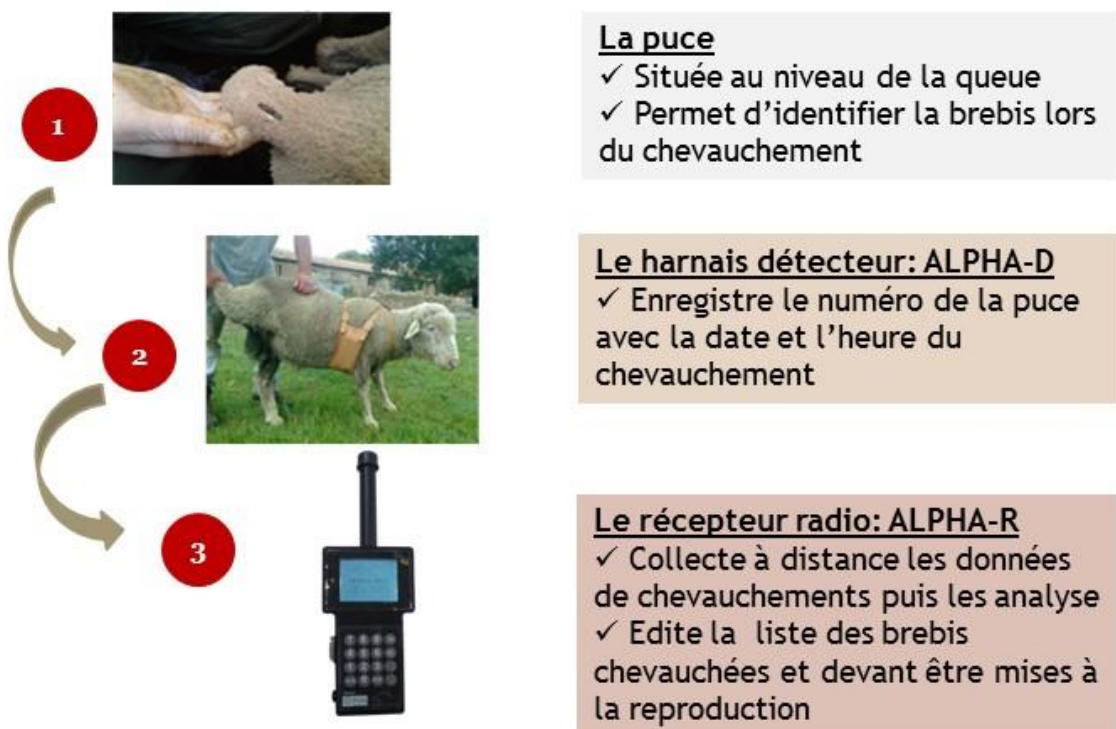 1
La puce
✓ Située au niveau de la queue
✓ Permet d’identifier la brebis lors
du chevauchement
2
Le harnais détecteur: ALPHA-D
✓ Enregistre le numéro de la puce
avec la date et l’heure du
chevauchement
3
Le récepteur radio: ALPHA-R
✓ Collecte à distance les données
de chevauchements puis les analyse
✓ Edite la liste des brebis
chevauchées et devant être mises à
la reproduction